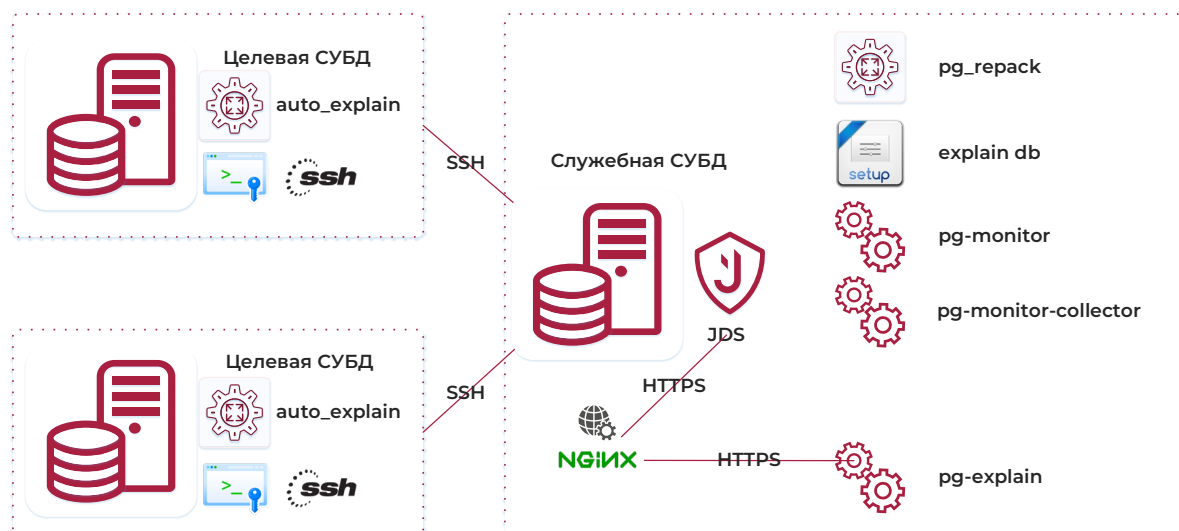 Целевая СУБД
auto_explain
>_
ssh
SSH
Целевая СУБД
auto_explain
>_
ssh
SSH
Служебная СУБД
JDS
HTTPS
NGINX
HTTPS
pg_repack
setup
explain db
pg-monitor
pg-monitor-collector
pg-explain